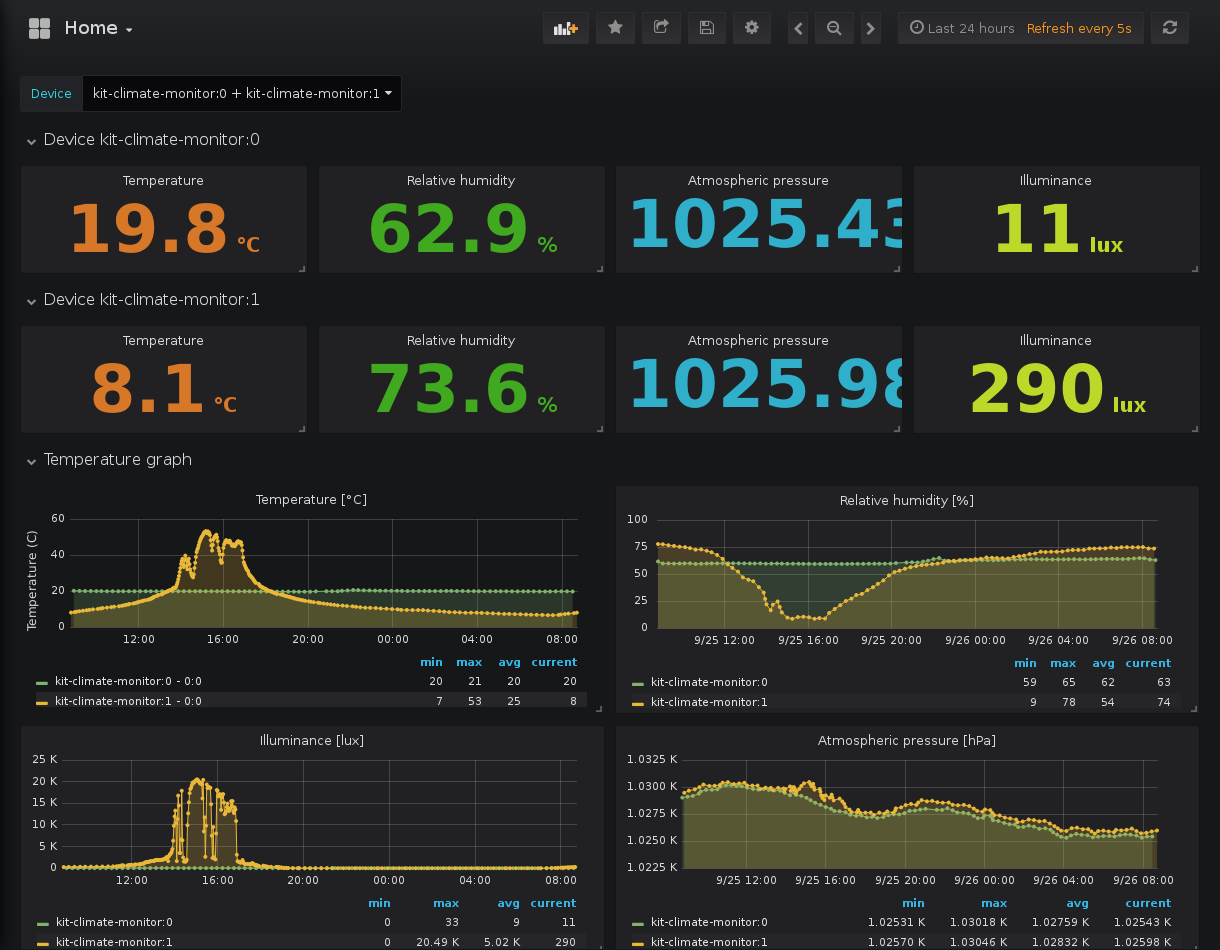 Home
Last 24 hours Refresh every 5s
Device kit-climate-monitor:0 + kit-climate-monitor:1
Device kit-climate-monitor:0
Temperature Relative humidity Atmospheric pressure Illuminance
19.8 °C 62.9 % 1025.43 11 lux
Device kit-climate-monitor:1
Temperature Relative humidity Atmospheric pressure Illuminance
8.1 °C 73.6 % 1025.98 290 lux
Temperature graph
Temperature [°C]
Temperature (C)
60
40
20
0
12:00 16:00 20:00 00:00 04:00 08:00
min max avg current
kit-climate-monitor:0 - 0:0 20 21 20 20
kit-climate-monitor:1 - 0:0 7 53 25 8
Relative humidity [%]
100
75
50
25
0
9/25 12:00 9/25 16:00 9/25 20:00 9/26 00:00 9/26 04:00 9/26 08:00
min max avg current
kit-climate-monitor:0 59 65 62 63
kit-climate-monitor:1 9 78 54 74
Illuminance [lux]
25 K
20 K
15 K
10 K
5 K
0
12:00 16:00 20:00 00:00 04:00 08:00
min max avg current
kit-climate-monitor:0 0 33 9 11
kit-climate-monitor:1 0 20.49 K 5.02 K 290
Atmospheric pressure [hPa]
1.0325 K
1.0300 K
1.0275 K
1.0250 K
1.0225 K
9/25 12:00 9/25 16:00 9/25 20:00 9/26 00:00 9/26 04:00 9/26 08:00
min max avg current
kit-climate-monitor:0 1.02531 K 1.03018 K 1.02759 K 1.02543 K
kit-climate-monitor:1 1.02570 K 1.03046 K 1.02832 K 1.02598 K